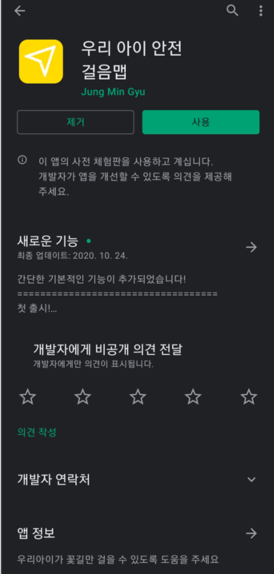 우리 아이 안전
걸음맵
Jung Min Gyu
제거
사용
이 앱의 사전 체험판을 사용하고 계십니다.
개발자가 앱을 개선할 수 있도록 의견을 제공해
주세요.
새로운 기능
최종 업데이트: 2020. 10. 24.
간단한 기본적인 기능이 추가되었습니다!
==================================
첫 출시!...
개발자에게 비공개 의견 전달
개발자에게만 의견이 표시됩니다.
의견 작성
개발자 연락처
앱 정보
우리아이가 꽃길만 걸을 수 있도록 도움을 주세요